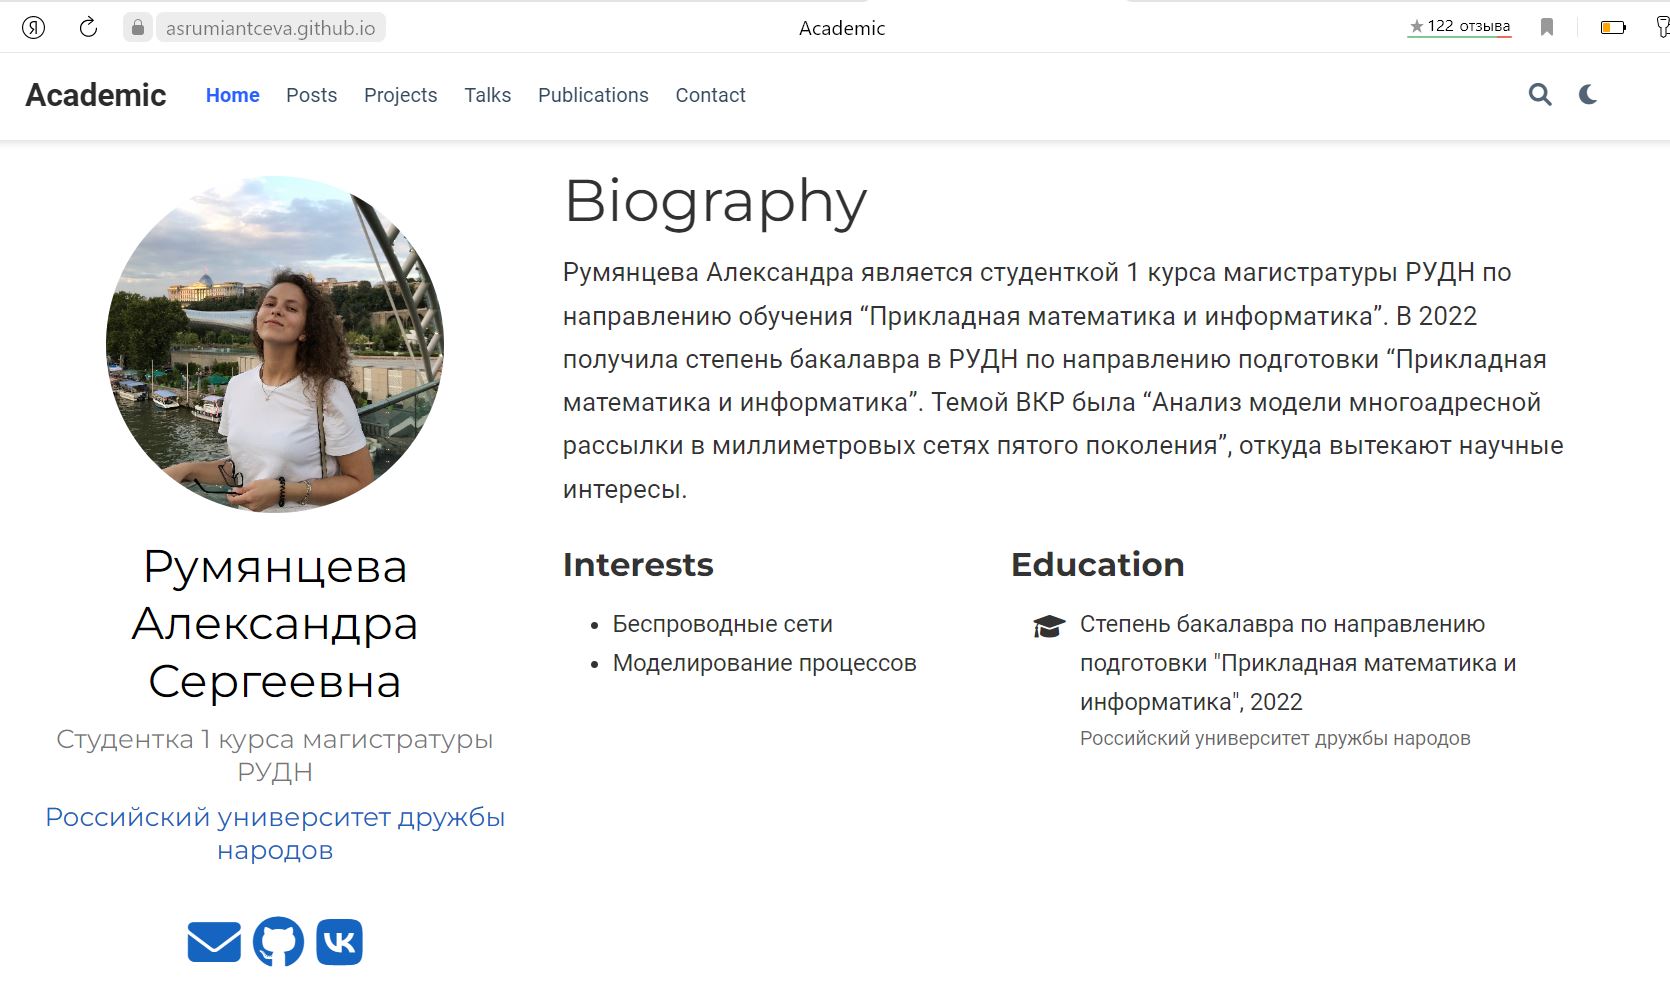 asrumiantceva.github.io
Academic
122 отзыва
Academic
Home
Posts
Projects
Talks
Publications
Contact
Biography
Румянцева Александра является студенткой 1 курса магистратуры РУДН по
направлению обучения “Прикладная математика и информатика”. В 2022
получила степень бакалавра в РУДН по направлению подготовки “Прикладная
математика и информатика”. Темой ВКР была “Анализ модели многоадресной
рассылки в миллиметровых сетях пятого поколения”, откуда вытекают научные
интересы.
Румянцева
Александра
Сергеевна
Студентка 1 курса магистратуры
РУДН
Российский университет дружбы
народов
Interests
Беспроводные сети
Моделирование процессов
Education
Степень бакалавра по направлению
подготовки "Прикладная математика и
информатика", 2022
Российский университет дружбы народов